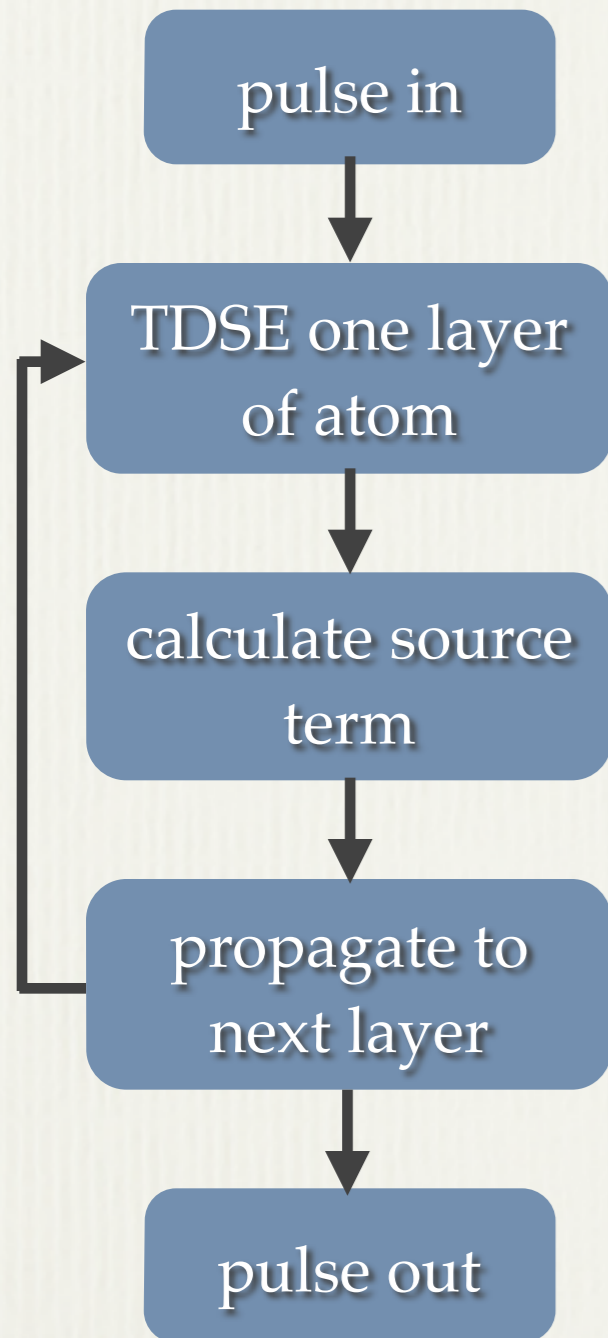 pulse in
TDSE one layer
of atom
calculate source
term
propagate to
next layer
pulse out